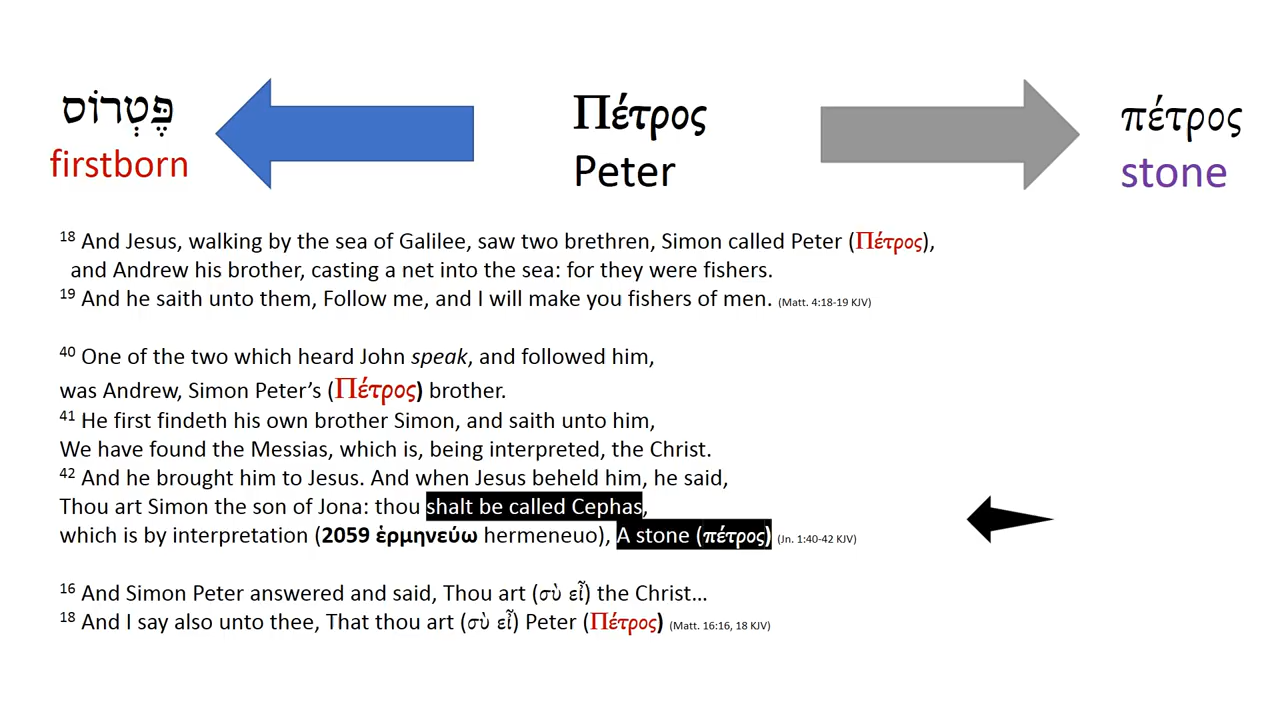 פֶּטְרוֹס
firstborn
Πέτρος
Peter
πέτρος
stone
18 And Jesus, walking by the sea of Galilee, saw two brethren, Simon called Peter (Πέτρος),
and Andrew his brother, casting a net into the sea: for they were fishers.
19 And he saith unto them, Follow me, and I will make you fishers of men. (Matt. 4:18-19 KJV)
40 One of the two which heard John speak, and followed him,
was Andrew, Simon Peter’s (Πέτρος) brother.
41 He first findeth his own brother Simon, and saith unto him,
We have found the Messias, which is, being interpreted, the Christ.
42 And he brought him to Jesus. And when Jesus beheld him, he said,
Thou art Simon the son of Jona: thou shalt be called Cephas,
which is by interpretation (2059 ἑρμηνεύω hermeneuo), A stone (πέτρος) (Jn. 1:40-42 KJV)
16 And Simon Peter answered and said, Thou art (σὺ εἶ) the Christ…
18 And I say also unto thee, That thou art (σὺ εἶ) Peter (Πέτρος) (Matt. 16:16, 18 KJV)